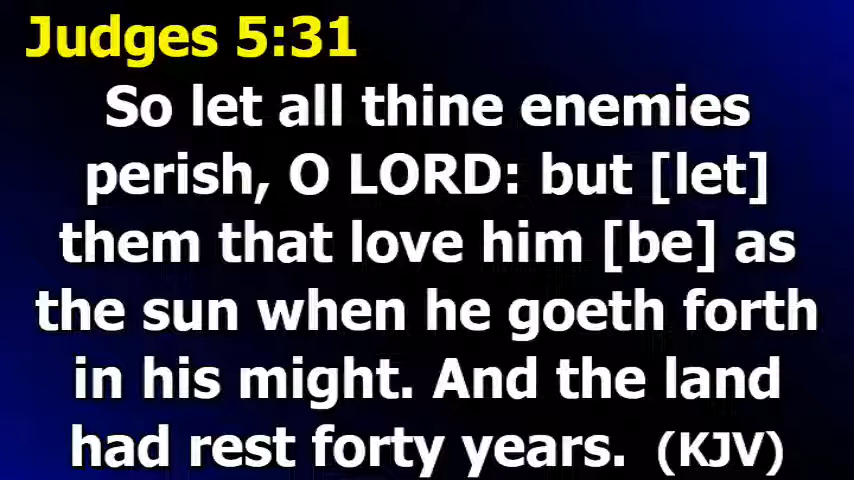 Judges 5:31
So let all thine enemies
perish, O LORD: but [let]
them that love him [be] as
the sun when he goeth forth
in his might. And the land
had rest forty years. (KJV)